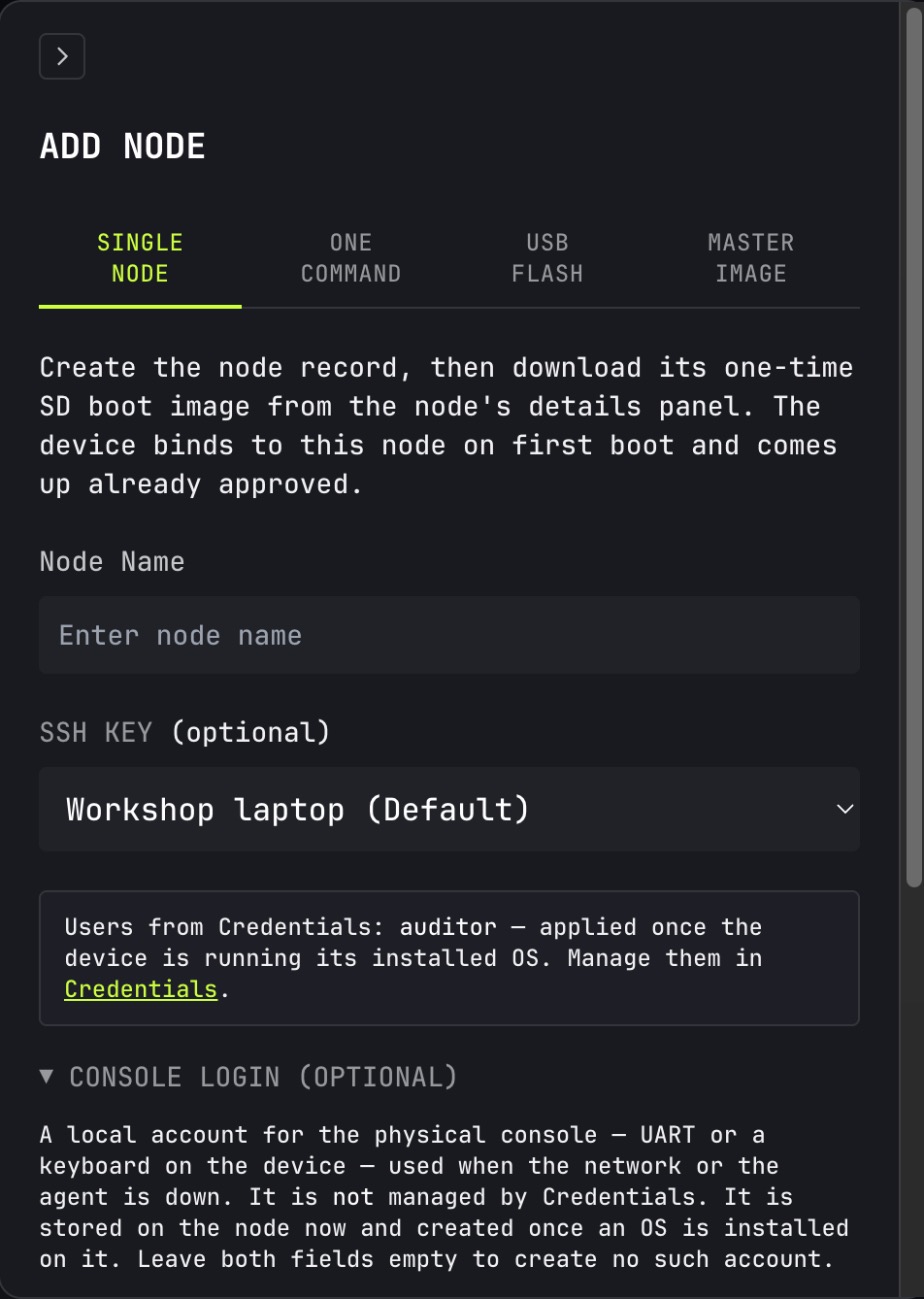 ADD NODE
SINGLE
NODE
ONE
COMMAND
USB
FLASH
MASTER
IMAGE
Create the node record, then download its one-time
SD boot image from the node's details panel. The
device binds to this node on first boot and comes
up already approved.
Node Name
Enter node name
SSH KEY (optional)
Workshop laptop (Default)
Users from Credentials: auditor — applied once the
device is running its installed OS. Manage them in
Credentials.
▼ CONSOLE LOGIN (OPTIONAL)
A local account for the physical console — UART or a
keyboard on the device — used when the network or the
agent is down. It is not managed by Credentials. It is
stored on the node now and created once an OS is installed
on it. Leave both fields empty to create no such account.